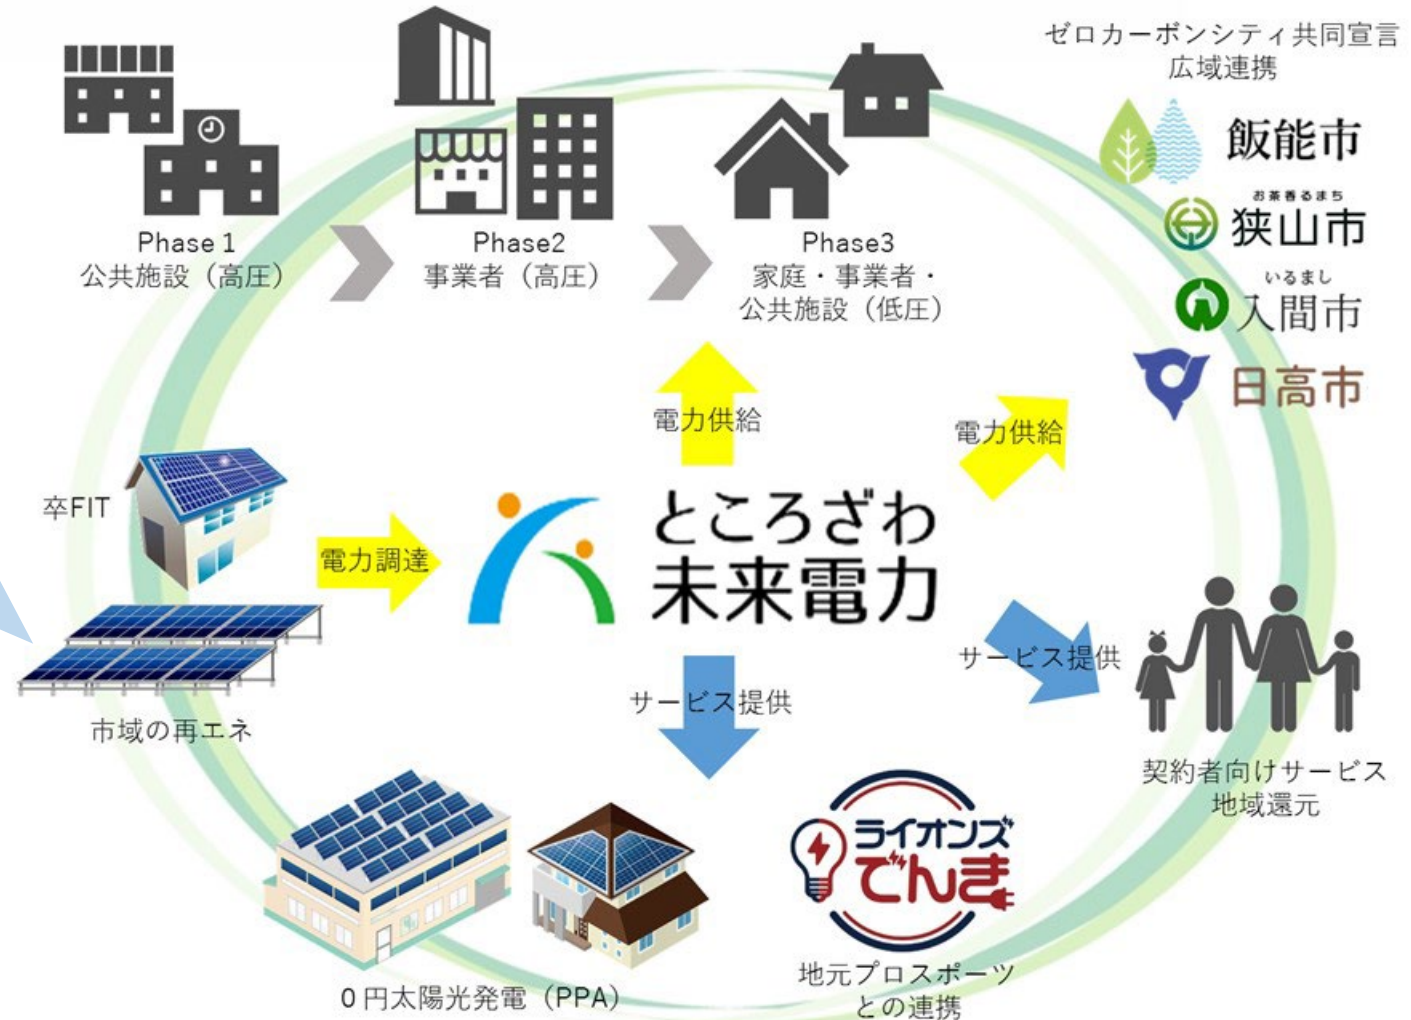 ゼロカーボンシティ共同宣言
広域連携
飯能市
お茶香るまち
狭山市
いるまし
入間市
日高市
Phase 1
公共施設（高圧）
Phase2
事業者（高圧）
Phase3
家庭・事業者・
公共施設（低圧）
電力供給
電力供給
卒FIT
電力調達
市域の再エネ
ところざわ
未来電力
サービス提供
サービス提供
契約者向けサービス
地域還元
0円太陽光発電（PPA）
ライオンズ
でんき
地元プロスポーツ
との連携